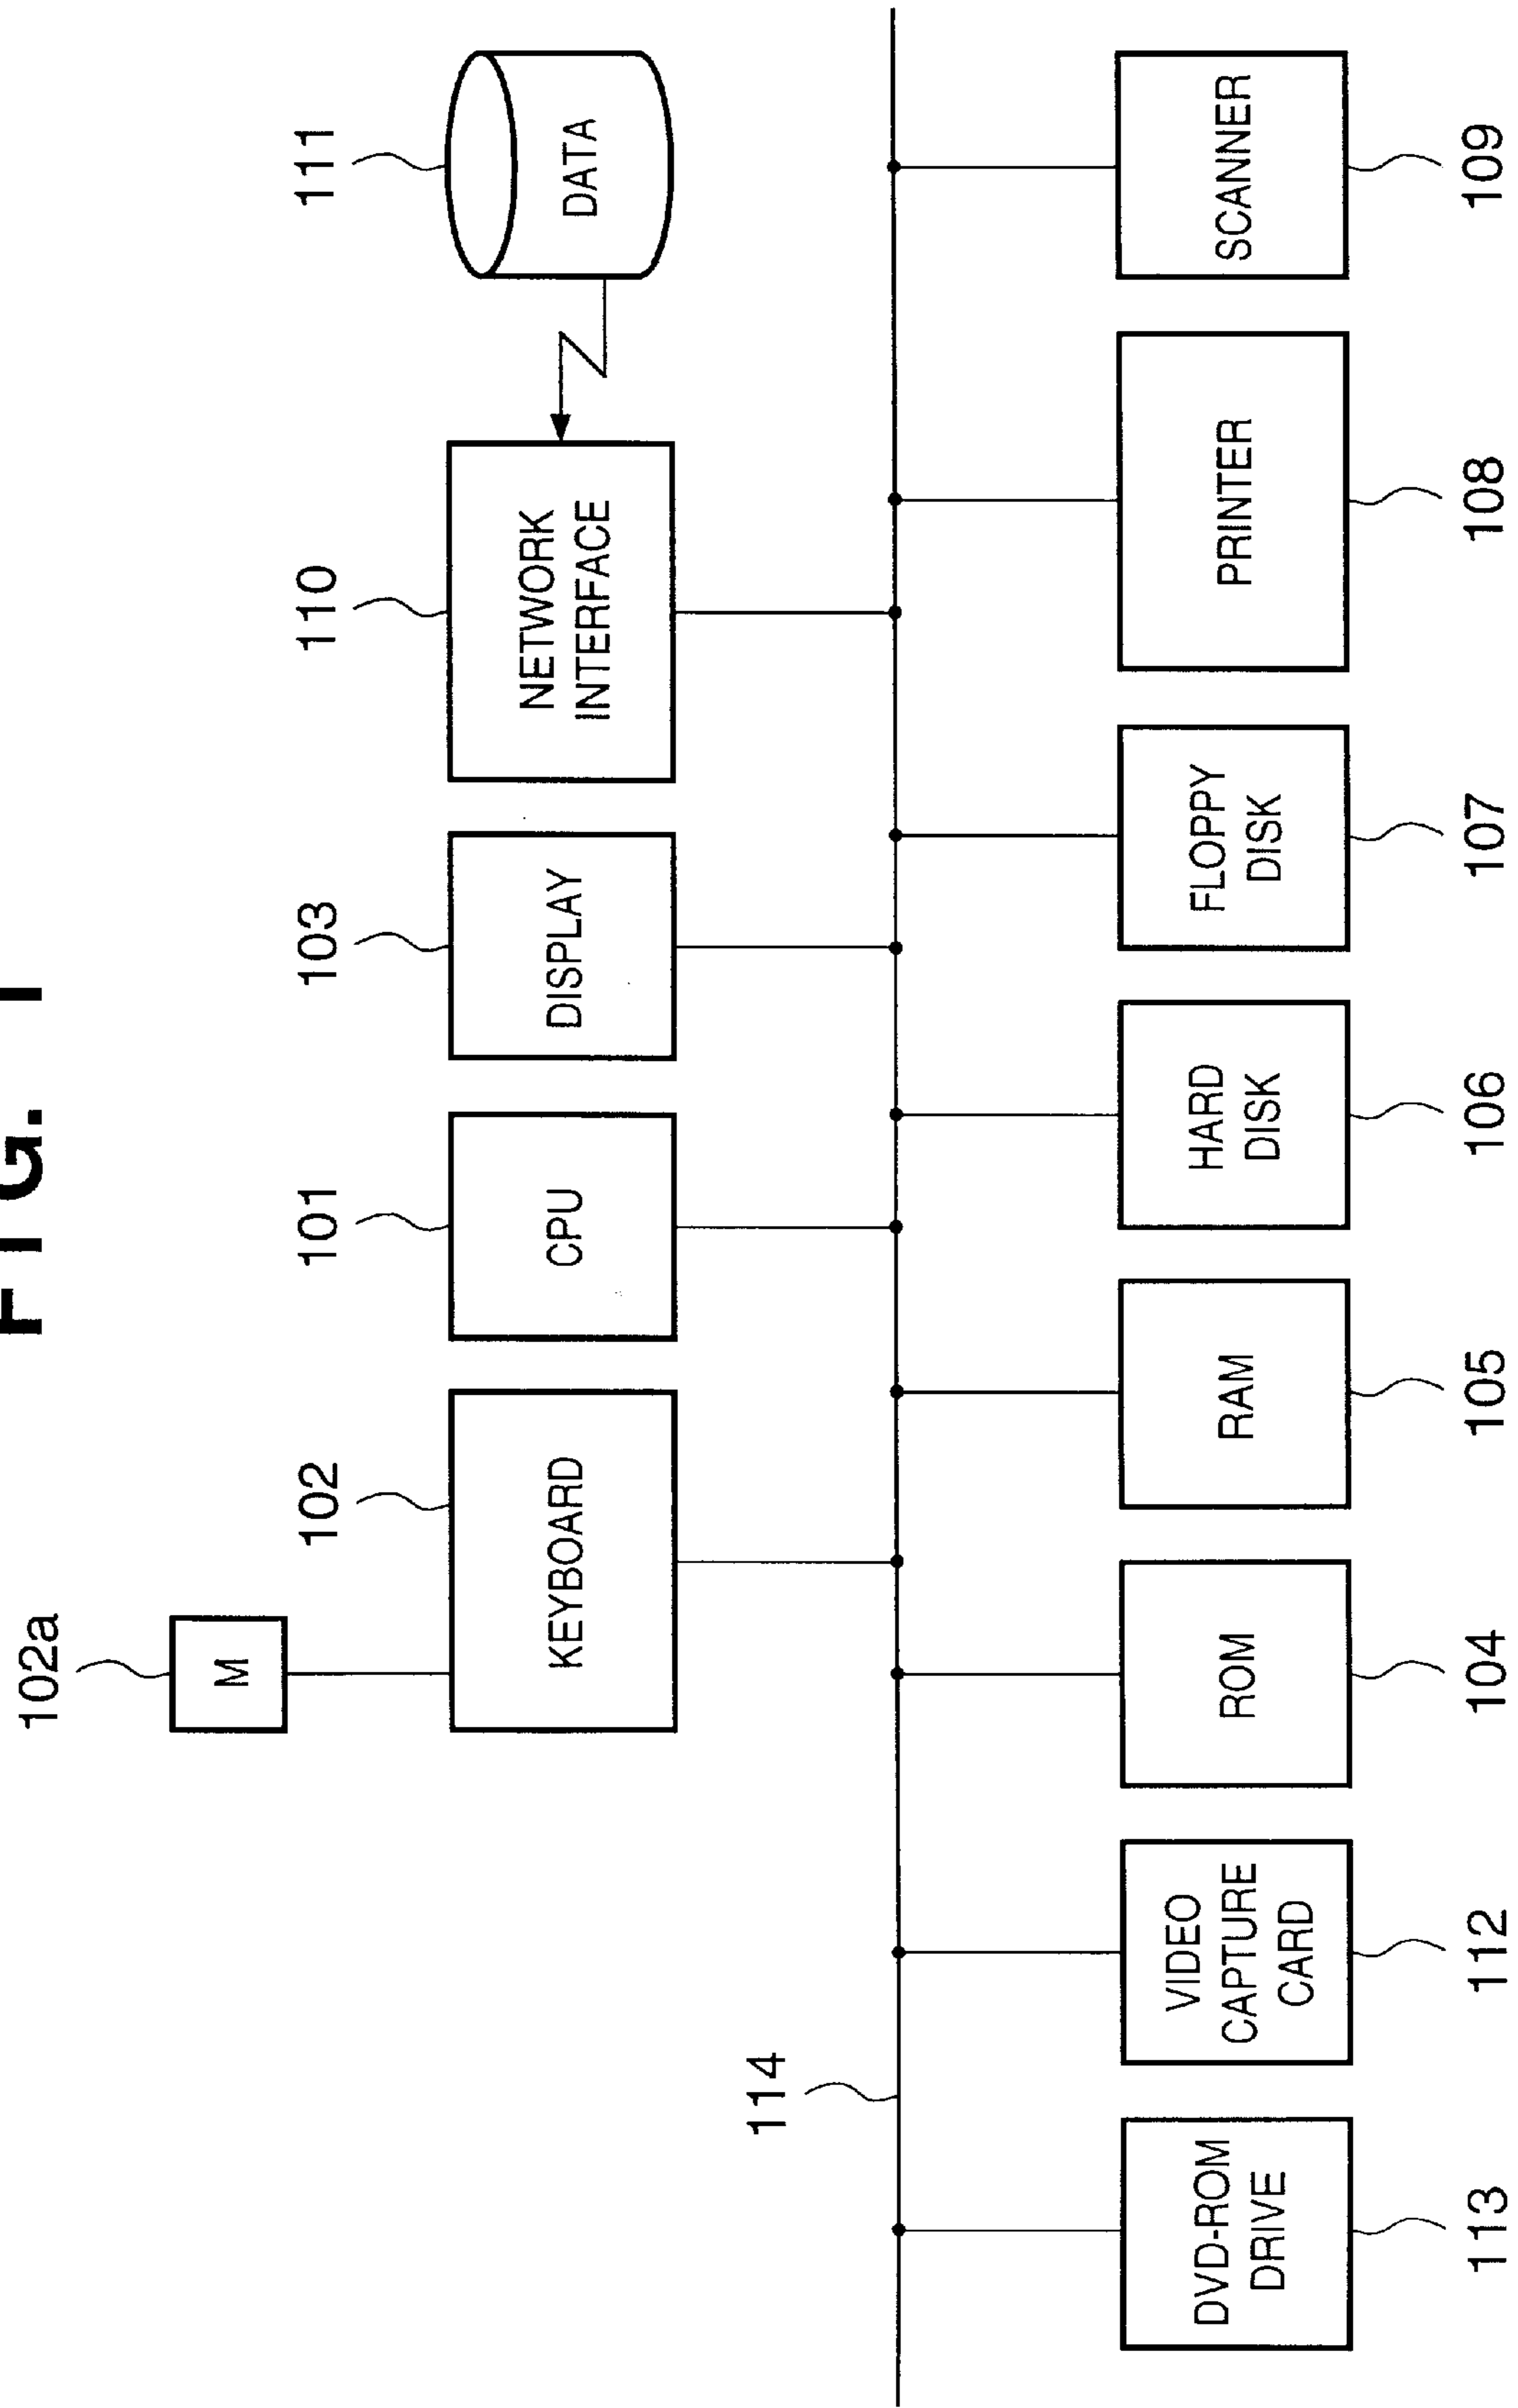 FIG. 1
102a
M
102
101
103
110
111
KEYBOARD
CPU
DISPLAY
NETWORK
INTERFACE
DATA
114
DVD-ROM
DRIVE
VIDEO
CAPTURE
CARD
ROM
RAM
HARD
DISK
FLOPPY
DISK
PRINTER
SCANNER
113
112
104
105
106
107
108
109